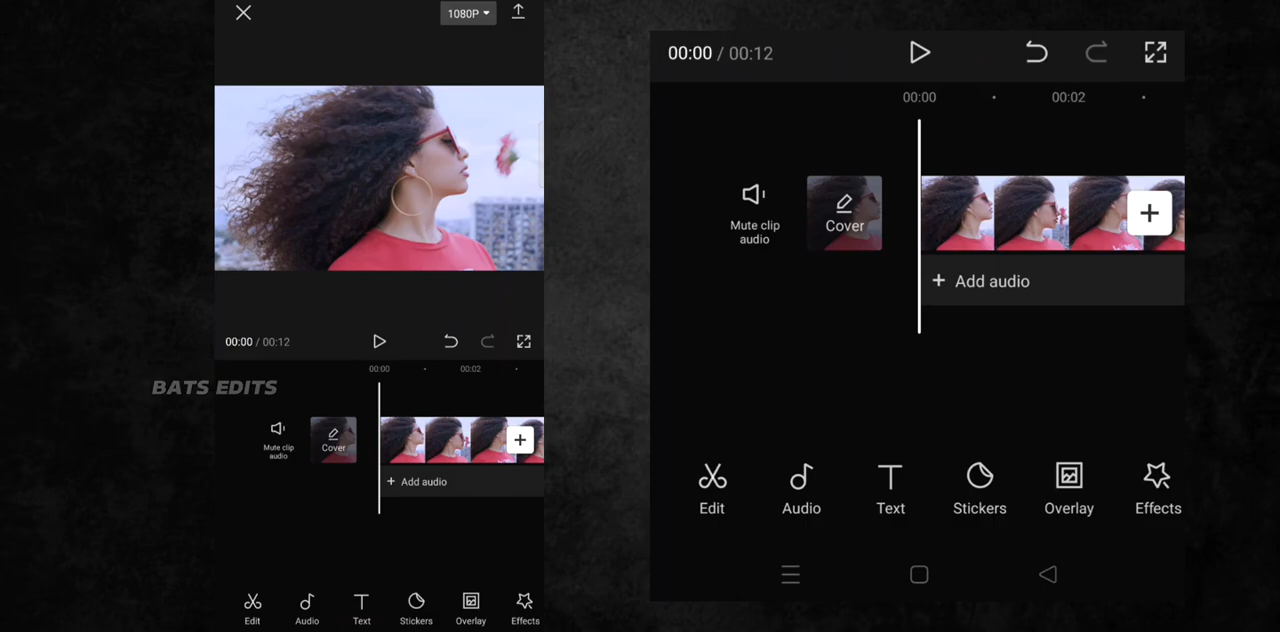 1080P
00:00 / 00:12
00:00
00:02
Mute clip
audio
Cover
+ Add audio
Edit
Audio
Text
Stickers
Overlay
Effects
BATS EDITS
00:00 / 00:12
00:00
00:02
Mute clip
audio
Cover
+ Add audio
Edit
Audio
Text
Stickers
Overlay
Effects